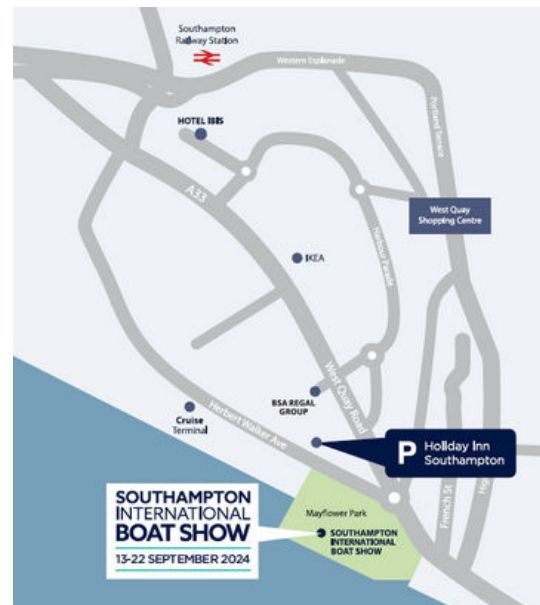 Southampton
Railway Station
Western Esplanade
HOTEL IBIS
Portland Terrace
A33
West Quay
Shopping Centre
Harbour Parade
IKEA
BSA REGAL
GROUP
West Quay Road
Cruise
Terminal
Herbert Walker Ave
P Holiday Inn
Southampton
French St
Hig
SOUTHAMPTON
INTERNATIONAL
BOAT SHOW
13-22 SEPTEMBER 2024
Mayflower Park
SOUTHAMPTON
INTERNATIONAL
BOAT SHOW